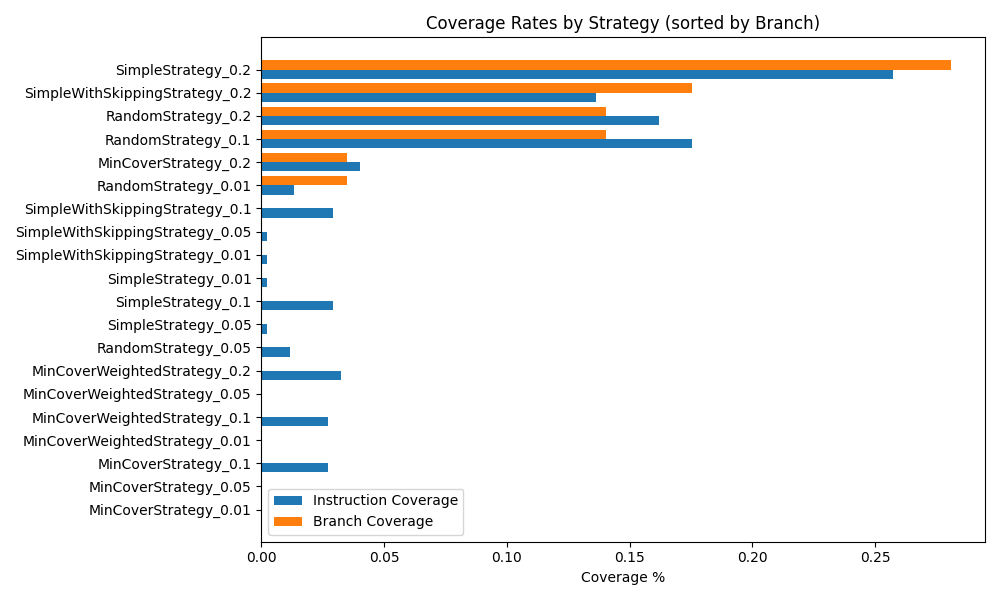 Coverage Rates by Strategy (sorted by Branch)
SimpleStrategy_0.2
SimpleWithSkippingStrategy_0.2
RandomStrategy_0.2
RandomStrategy_0.1
MinCoverStrategy_0.2
RandomStrategy_0.01
SimpleWithSkippingStrategy_0.1
SimpleWithSkippingStrategy_0.05
SimpleWithSkippingStrategy_0.01
SimpleStrategy_0.01
SimpleStrategy_0.1
SimpleStrategy_0.05
RandomStrategy_0.05
MinCoverWeightedStrategy_0.2
MinCoverWeightedStrategy_0.05
MinCoverWeightedStrategy_0.1
MinCoverWeightedStrategy_0.01
MinCoverStrategy_0.1
MinCoverStrategy_0.05
MinCoverStrategy_0.01
Instruction Coverage
Branch Coverage
0.00 0.05 0.10 0.15 0.20 0.25
Coverage %